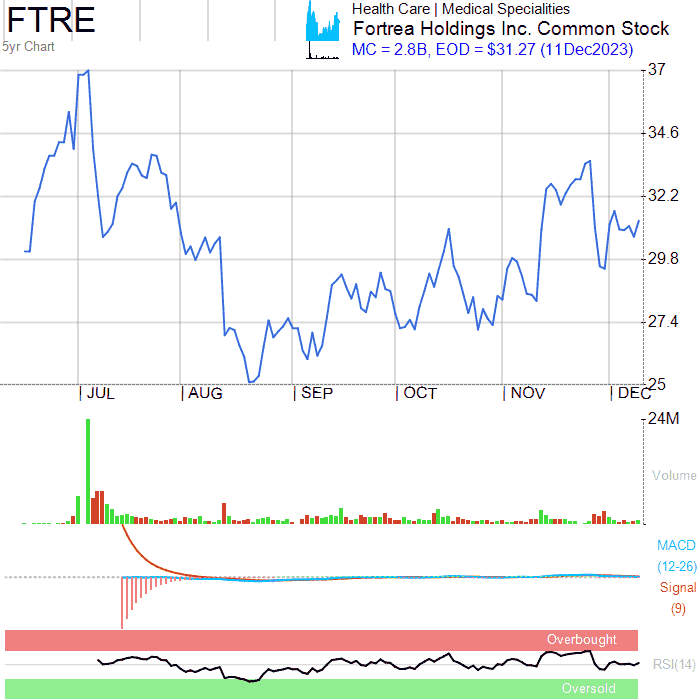 FTRE
5yr Chart
Health Care | Medical Specialities
Fortrea Holdings Inc. Common Stock
MC = 2.8B, EOD = $31.27 (11Dec2023)
37
34.6
32.2
29.8
27.4
25
JUL AUG SEP OCT NOV DEC
24M
Volume
MACD
(12-26)
Signal
(9)
Overbought
RSI(14)
Oversold